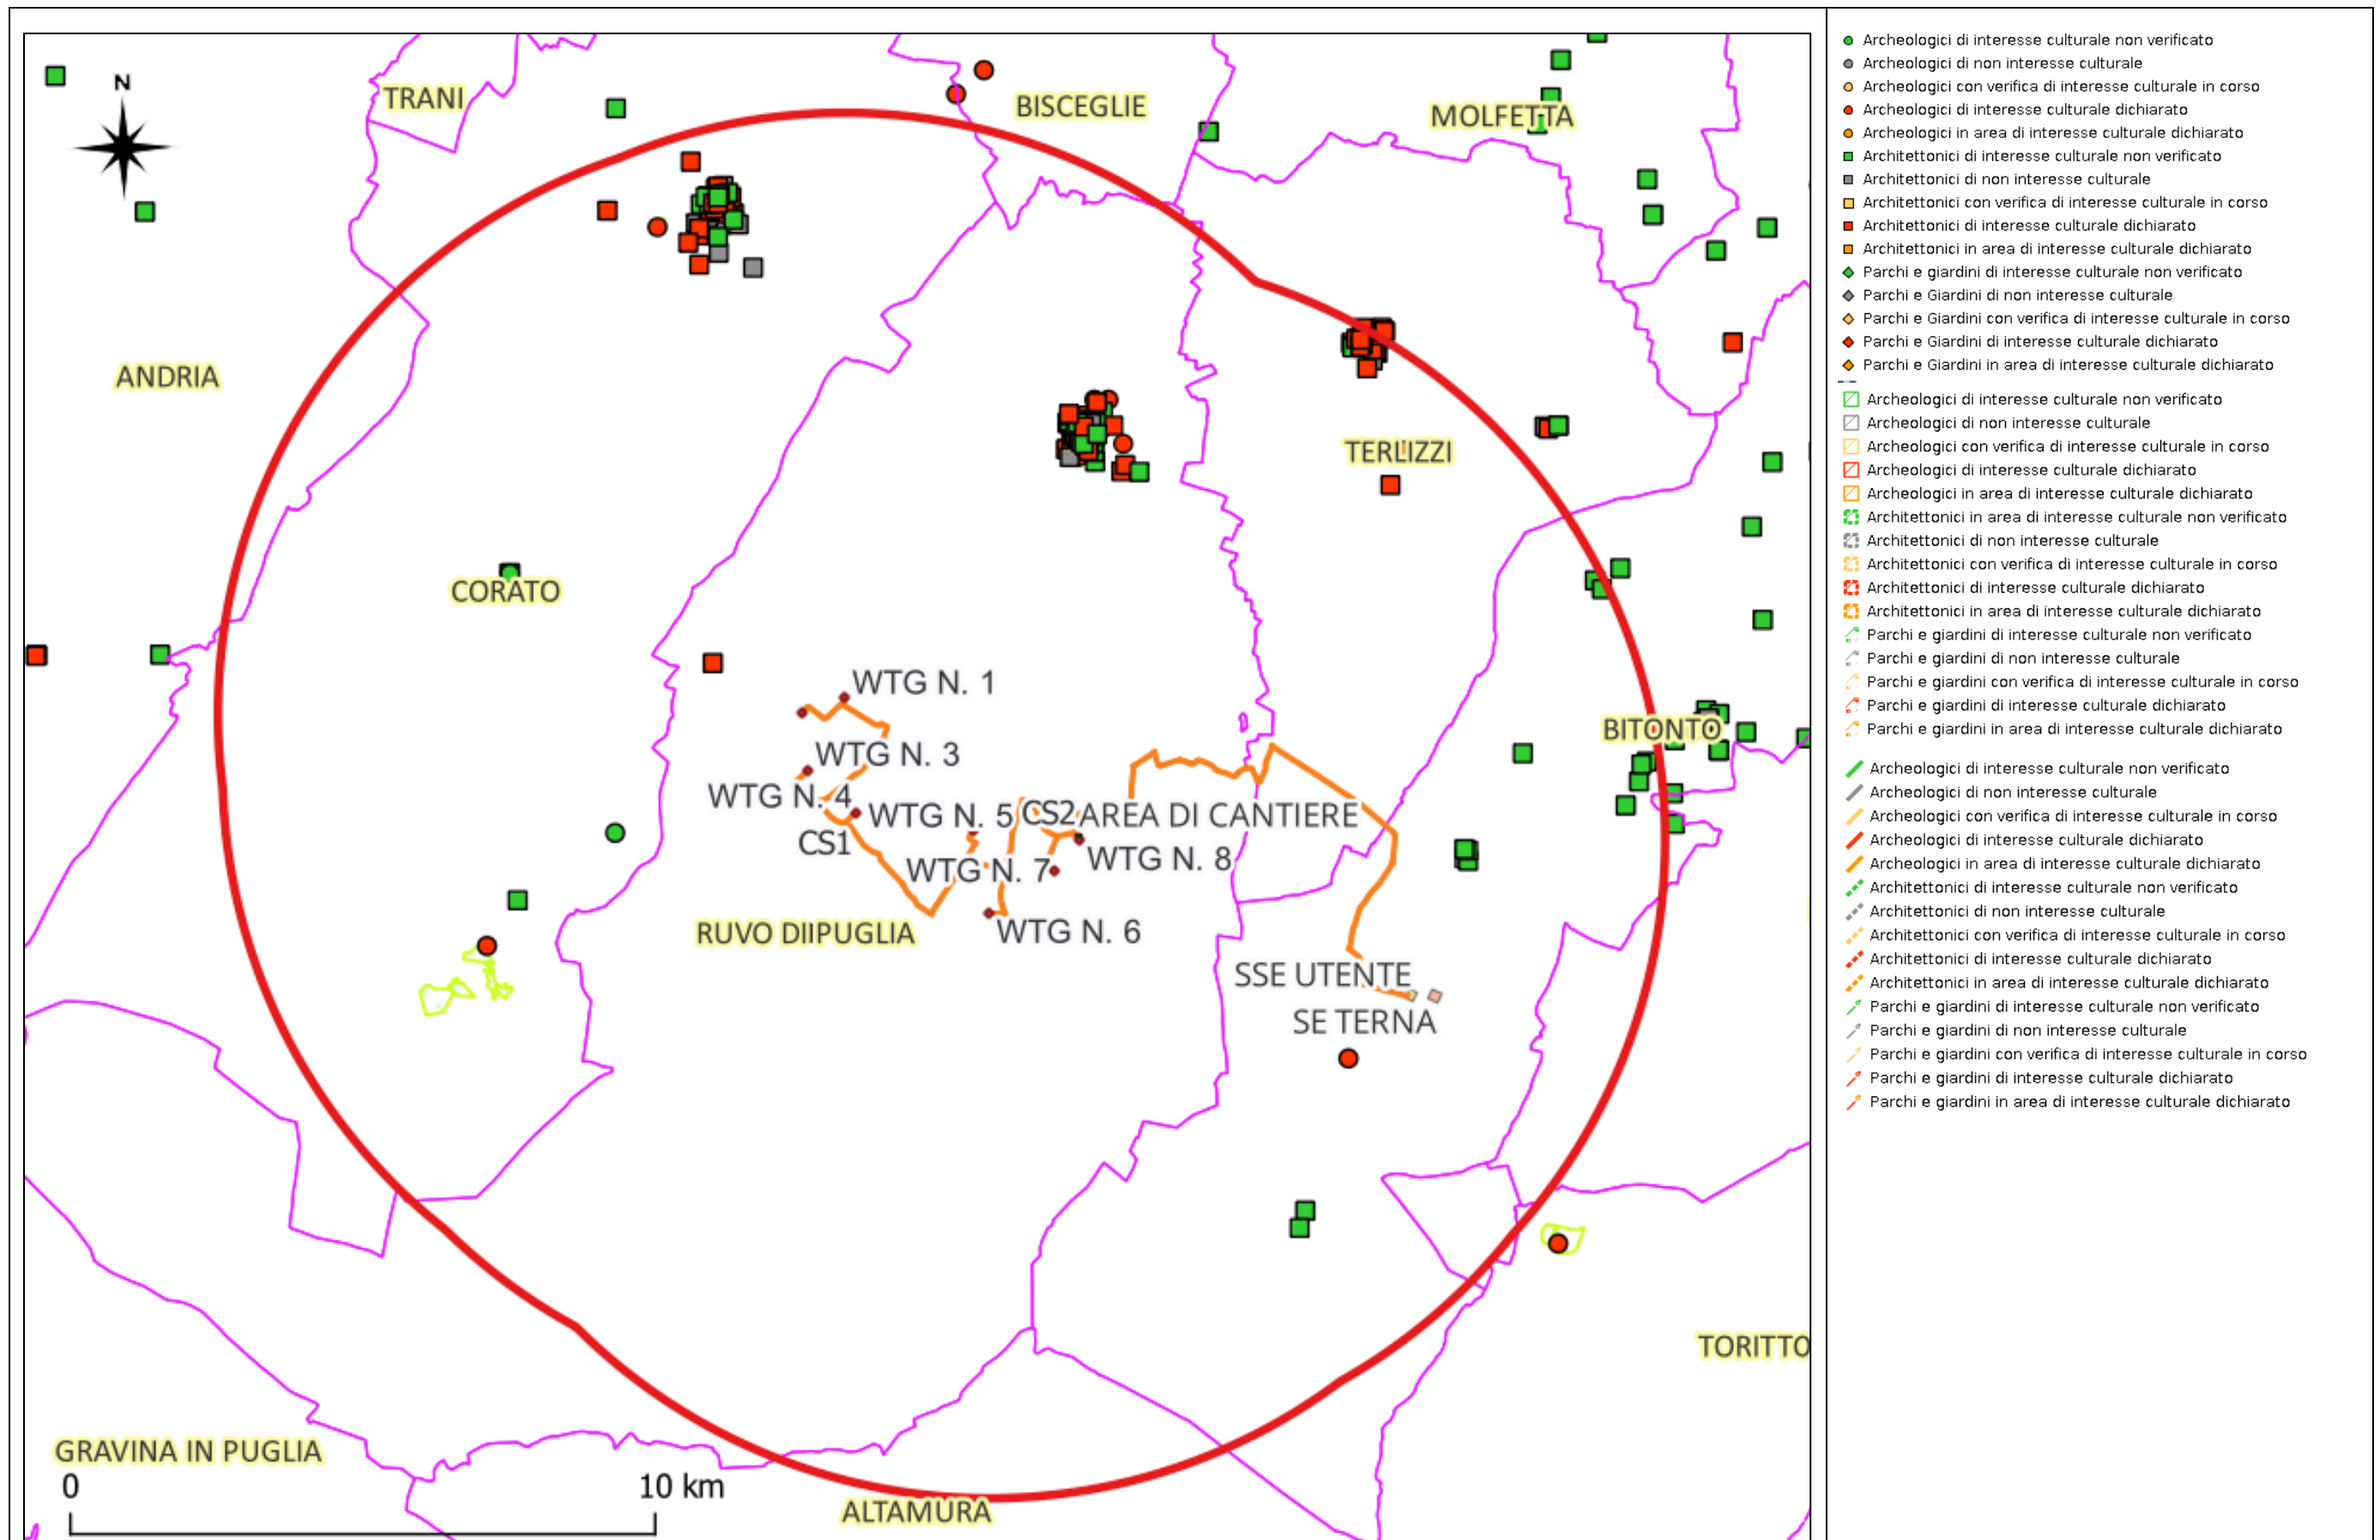 N
TRANI
BISCEGLIE
MOLFETTA
ANDRIA
TERLIZZI
CORATO
WTG N. 1
BITONTO
WTG N. 3
WTG N. 4
WTG N. 5
CS2
AREA DI CANTIERE
CS1
WTG N. 7
WTG N. 8
RUVO DIIPUGLIA
WTG N. 6
SSE UTENTE
SE TERNA
TORITTO
GRAVINA IN PUGLIA
0
10 km
ALTAMURA
Archeologici di interesse culturale non verificato
Archeologici di non interesse culturale
Archeologici con verifica di interesse culturale in corso
Archeologici di interesse culturale dichiarato
Archeologici in area di interesse culturale dichiarato
Architettonici di interesse culturale non verificato
Architettonici di non interesse culturale
Architettonici con verifica di interesse culturale in corso
Architettonici di interesse culturale dichiarato
Architettonici in area di interesse culturale dichiarato
Parchi e giardini di interesse culturale non verificato
Parchi e Giardini di non interesse culturale
Parchi e Giardini con verifica di interesse culturale in corso
Parchi e Giardini di interesse culturale dichiarato
Parchi e Giardini in area di interesse culturale dichiarato
Archeologici di interesse culturale non verificato
Archeologici di non interesse culturale
Archeologici con verifica di interesse culturale in corso
Archeologici di interesse culturale dichiarato
Archeologici in area di interesse culturale dichiarato
Architettonici in area di interesse culturale non verificato
Architettonici di non interesse culturale
Architettonici con verifica di interesse culturale in corso
Architettonici di interesse culturale dichiarato
Architettonici in area di interesse culturale dichiarato
Parchi e giardini di interesse culturale non verificato
Parchi e giardini di non interesse culturale
Parchi e giardini con verifica di interesse culturale in corso
Parchi e giardini di interesse culturale dichiarato
Parchi e giardini in area di interesse culturale dichiarato
Archeologici di interesse culturale non verificato
Archeologici di non interesse culturale
Archeologici con verifica di interesse culturale in corso
Archeologici di interesse culturale dichiarato
Archeologici in area di interesse culturale dichiarato
Architettonici di interesse culturale non verificato
Architettonici di non interesse culturale
Architettonici con verifica di interesse culturale in corso
Architettonici di interesse culturale dichiarato
Architettonici in area di interesse culturale dichiarato
Parchi e giardini di interesse culturale non verificato
Parchi e giardini di non interesse culturale
Parchi e giardini con verifica di interesse culturale in corso
Parchi e giardini di interesse culturale dichiarato
Parchi e giardini in area di interesse culturale dichiarato